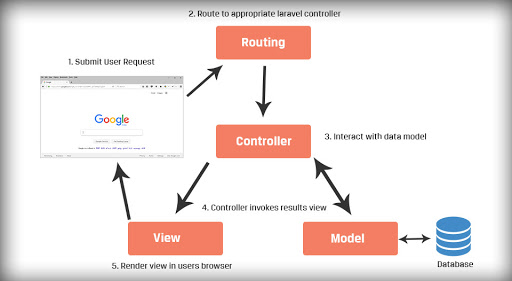 2. Route to appropriate laravel controller
Routing
1. Submit User Request
Google
Controller
3. Interact with data model
4. Controller invokes results view
View
Model
5. Render view in users browser
Database